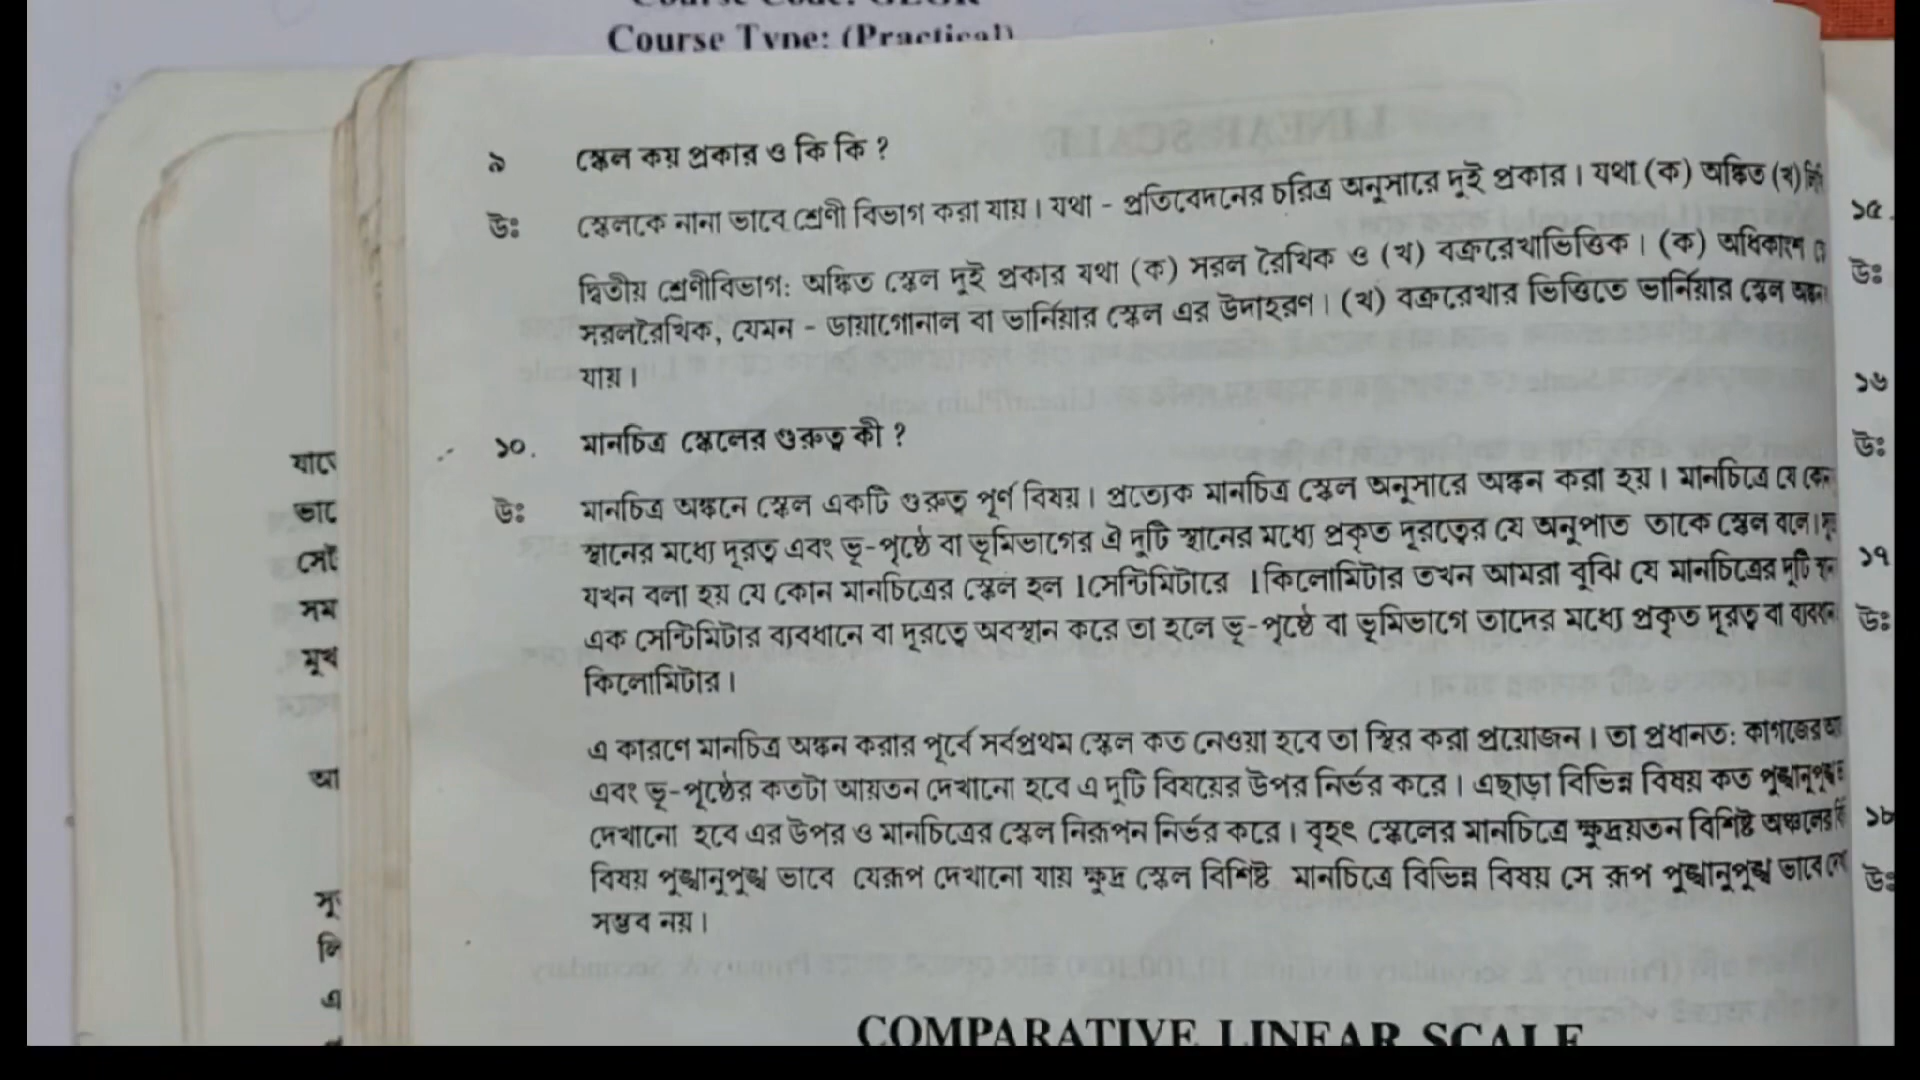 Course Type: (Practical)
৯ স্কেল কয় প্রকার ও কি কি ?
উঃ স্কেলকে নানা ভাবে শ্রেণী বিভাগ করা যায়। যথা - প্রতিবেদনের চরিত্র অনুসারে দুই প্রকার। যথা (ক) অঙ্কিত (খ)
দ্বিতীয় শ্রেণীবিভাগ: অঙ্কিত স্কেল দুই প্রকার যথা (ক) সরল রৈখিক ও (খ) বক্ররেখাভিত্তিক। (ক) অধিকাংশ
সরলরৈখিক, যেমন - ডায়াগোনাল বা ভার্নিয়ার স্কেল এর উদাহরণ। (খ) বক্ররেখার ভিত্তিতে ভার্নিয়ার স্কেল
যায়।
১০. মানচিত্র স্কেলের গুরুত্ব কী ?
উঃ মানচিত্র অঙ্কনে স্কেল একটি গুরুত্ব পূর্ণ বিষয়। প্রত্যেক মানচিত্র স্কেল অনুসারে অঙ্কন করা হয়। মানচিত্রে যে কোন
স্থানের মধ্যে দূরত্ব এবং ভূ-পৃষ্ঠে বা ভূমিভাগের ঐ দুটি স্থানের মধ্যে প্রকৃত দূরত্বের যে অনুপাত তাকে স্কেল বলে।
যখন বলা হয় যে কোন মানচিত্রের স্কেল হল 1সেন্টিমিটারে 1কিলোমিটার তখন আমরা বুঝি যে মানচিত্রের দুটি
এক সেন্টিমিটার ব্যবধানে বা দূরত্বে অবস্থান করে তা হলে ভূ-পৃষ্ঠে বা ভূমিভাগে তাদের মধ্যে প্রকৃত দূরত্ব বা
কিলোমিটার।
এ কারণে মানচিত্র অঙ্কন করার পূর্বে সর্বপ্রথম স্কেল কত নেওয়া হবে তা স্থির করা প্রয়োজন। তা প্রধানত: কাগজের
এবং ভূ-পৃষ্ঠের কতটা আয়তন দেখানো হবে এ দুটি বিষয়ের উপর নির্ভর করে। এছাড়া বিভিন্ন বিষয় কত
দেখানো হবে এর উপর ও মানচিত্রের স্কেল নিরূপন নির্ভর করে। বৃহৎ স্কেলের মানচিত্রে ক্ষুদ্রয়তন বিশিষ্ট অঞ্চলের
বিষয় পুঙ্খানুপুঙ্খ ভাবে যেরূপ দেখানো যায় ক্ষুদ্র স্কেল বিশিষ্ট মানচিত্রে বিভিন্ন বিষয় সে রূপ পুঙ্খানুপুঙ্খ ভাবে
সম্ভব নয়।
COMPARATIVE LINEAR SCALE
১৫.
উঃ
১৬
উঃ
১৭
উঃ
১৮
উঃ